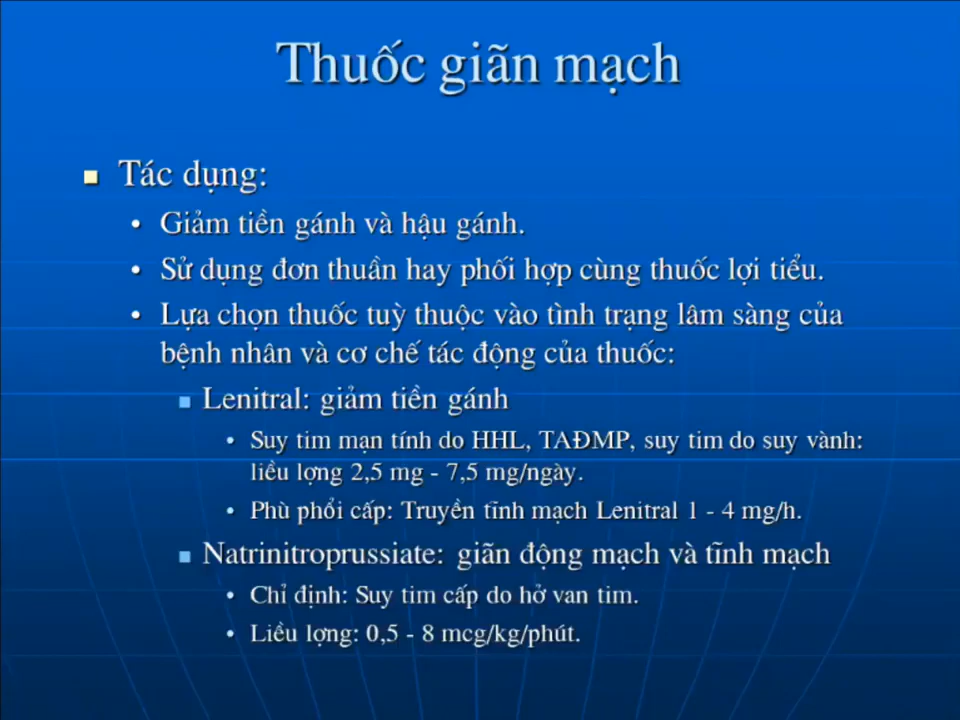 Thuốc giãn mạch
Tác dụng:
Giảm tiền gánh và hậu gánh.
Sử dụng đơn thuần hay phối hợp cùng thuốc lợi tiểu.
Lựa chọn thuốc tuỳ thuộc vào tình trạng lâm sàng của
bệnh nhân và cơ chế tác động của thuốc:
Lenitral: giảm tiền gánh
Suy tim mạn tính do HHL, TAĐMP, suy tim do suy vành:
liều lợng 2,5 mg - 7,5 mg/ngày.
Phù phổi cấp: Truyền tĩnh mạch Lenitral 1 - 4 mg/h.
Natrinitroprussiate: giãn động mạch và tĩnh mạch
Chỉ định: Suy tim cấp do hở van tim.
Liều lợng: 0,5 - 8 mcg/kg/phút.